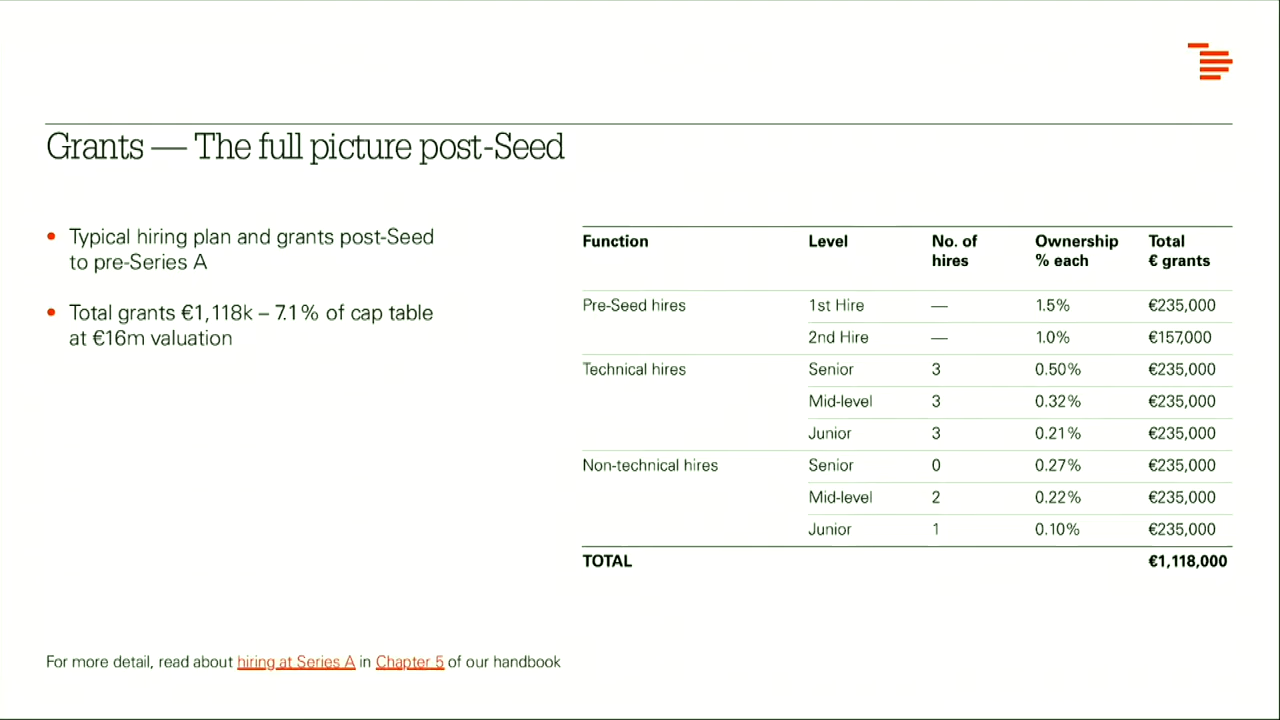 Grants — The full picture post-Seed
• Typical hiring plan and grants post-Seed
to pre-Series A
• Total grants €1,118k – 7.1% of cap table
at €16m valuation
Function Level No. of hires Ownership % each Total € grants
Pre-Seed hires 1st Hire — 1.5% €235,000
2nd Hire — 1.0% €157,000
Technical hires Senior 3 0.50% €235,000
Mid-level 3 0.32% €235,000
Junior 3 0.21% €235,000
Non-technical hires Senior 0 0.27% €235,000
Mid-level 2 0.22% €235,000
Junior 1 0.10% €235,000
TOTAL €1,118,000
For more detail, read about hiring at Series A in Chapter 5 of our handbook